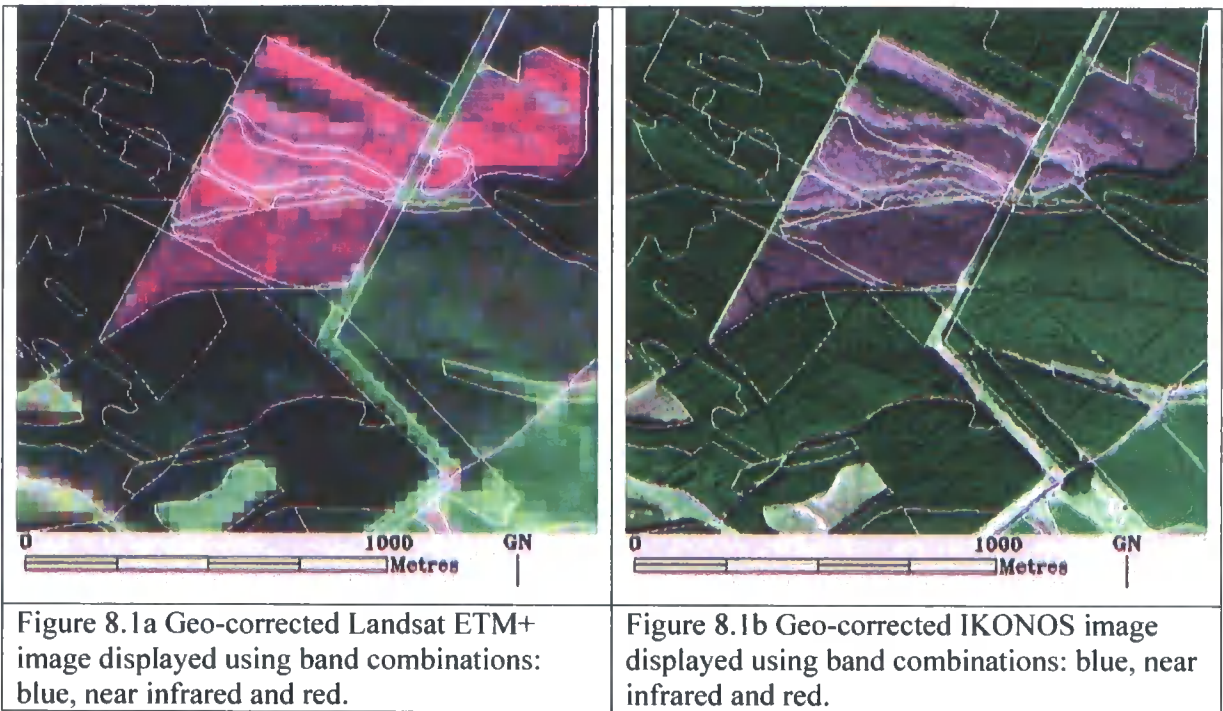 0 1000 GN
Metres
Figure 8.1a Geo-corrected Landsat ETM+
image displayed using band combinations:
blue, near infrared and red.
0 1000 GN
Metres
Figure 8.1b Geo-corrected IKONOS image
displayed using band combinations: blue, near
infrared and red.